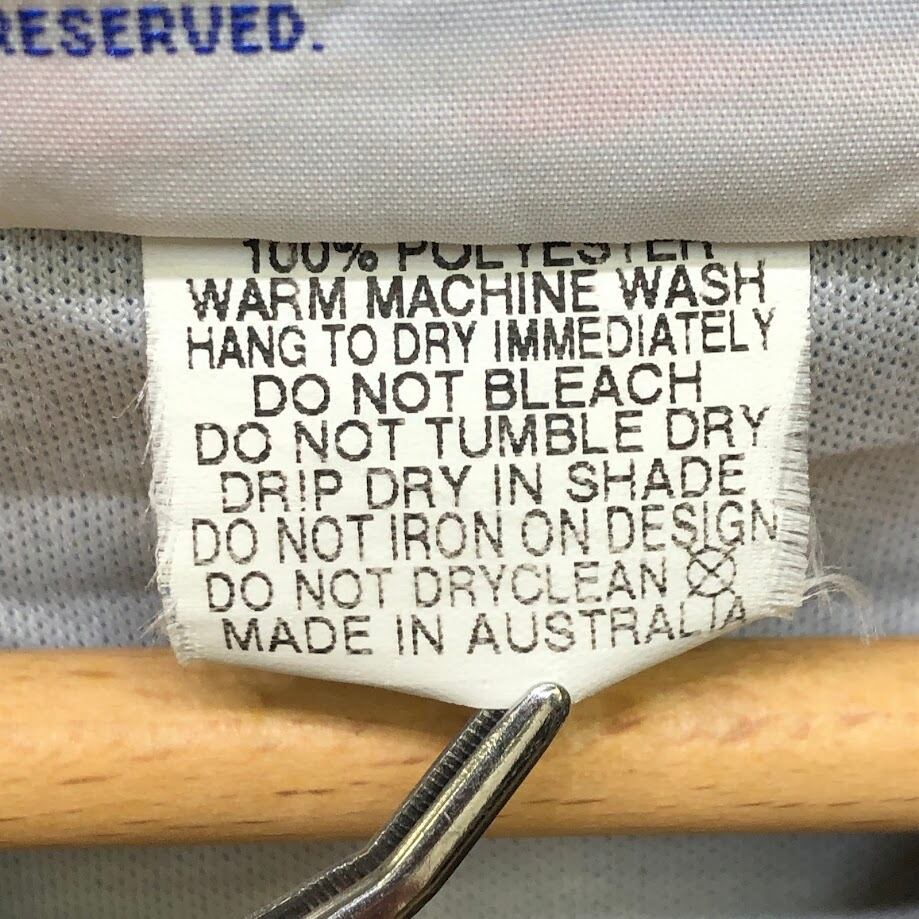 RESERVED.
100% POLYESTER
WARM MACHINE WASH
HANG TO DRY IMMEDIATELY
DO NOT BLEACH
DO NOT TUMBLE DRY
DRIP DRY IN SHADE
DO NOT IRON ON DESIGN
DO NOT DRYCLEAN
MADE IN AUSTRALIA